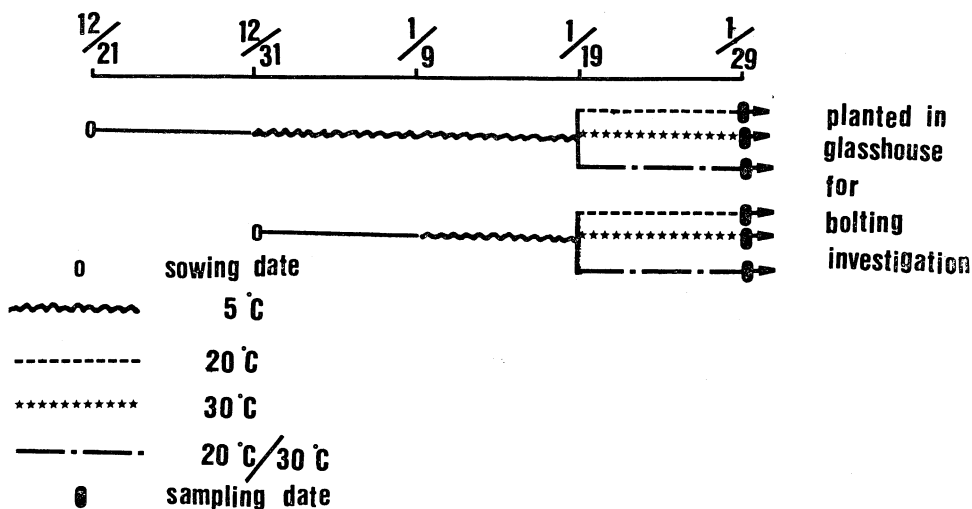 12/21 12/31 1/9 1/19 1/29
planted in
glasshouse
for
bolting
investigation
0 sowing date
5°C
20°C
30°C
20°C/30°C
sampling date